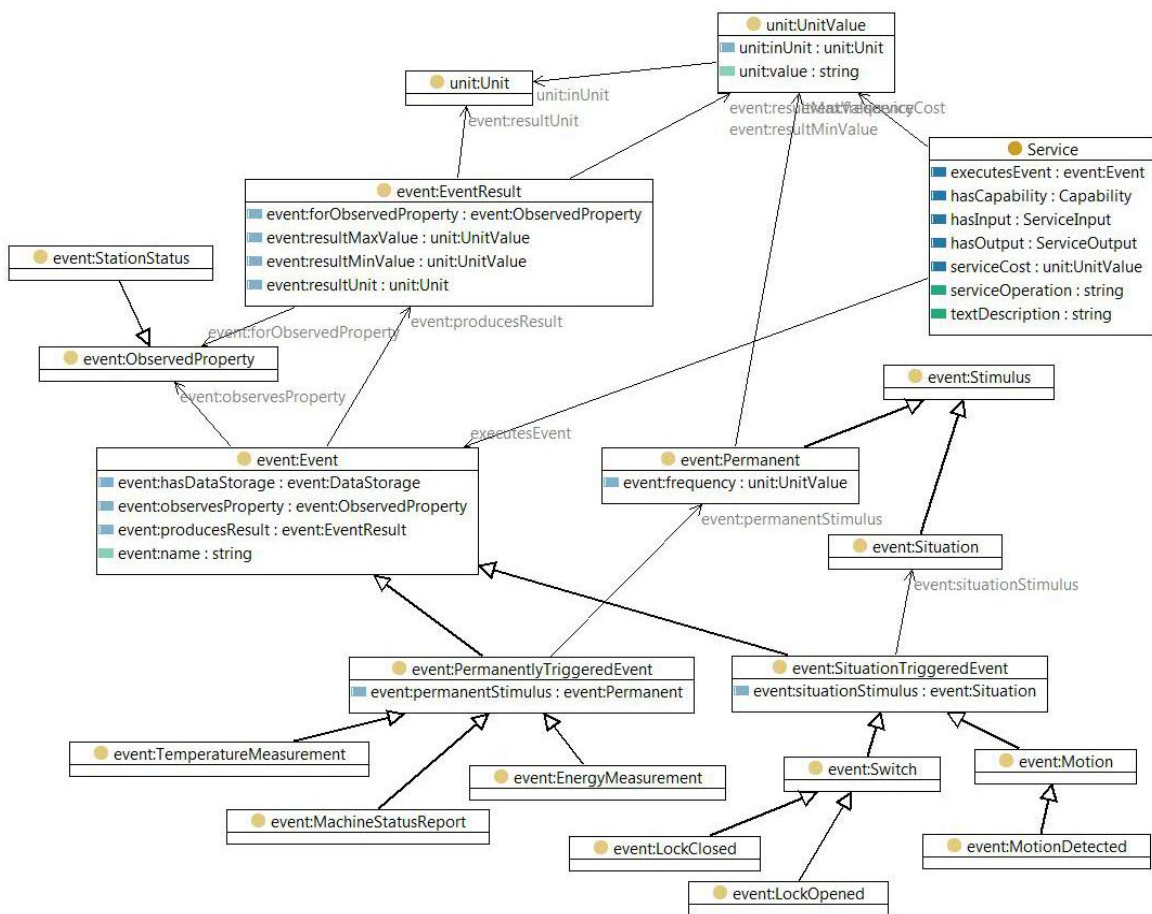 unit:UnitValue
unit:inUnit : unit:Unit
unit:value : string
unit:Unit
unit:inUnit
event:resultUnit
event:resultMinValue
Service
executesEvent : event:Event
hasCapability : Capability
hasInput : ServiceInput
hasOutput : ServiceOutput
serviceCost : unit:UnitValue
serviceOperation : string
textDescription : string
event:EventResult
event:forObservedProperty : event:ObservedProperty
event:resultMaxValue : unit:UnitValue
event:resultMinValue : unit:UnitValue
event:resultUnit : unit:Unit
event:StationStatus
event:forObservedProperty
event:producesResult
event:ObservedProperty
event:observesProperty
event:Stimulus
executesEvent
event:Event
event:hasDataStorage : event:DataStorage
event:observesProperty : event:ObservedProperty
event:producesResult : event:EventResult
event:name : string
event:Permanent
event:frequency : unit:UnitValue
event:permanentStimulus
event:Situation
event:situationStimulus
event:PermanentlyTriggeredEvent
event:permanentStimulus : event:Permanent
event:SituationTriggeredEvent
event:situationStimulus : event:Situation
event:TemperatureMeasurement
event:EnergyMeasurement
event:Switch
event:Motion
event:MachineStatusReport
event:LockClosed
event:MotionDetected
event:LockOpened